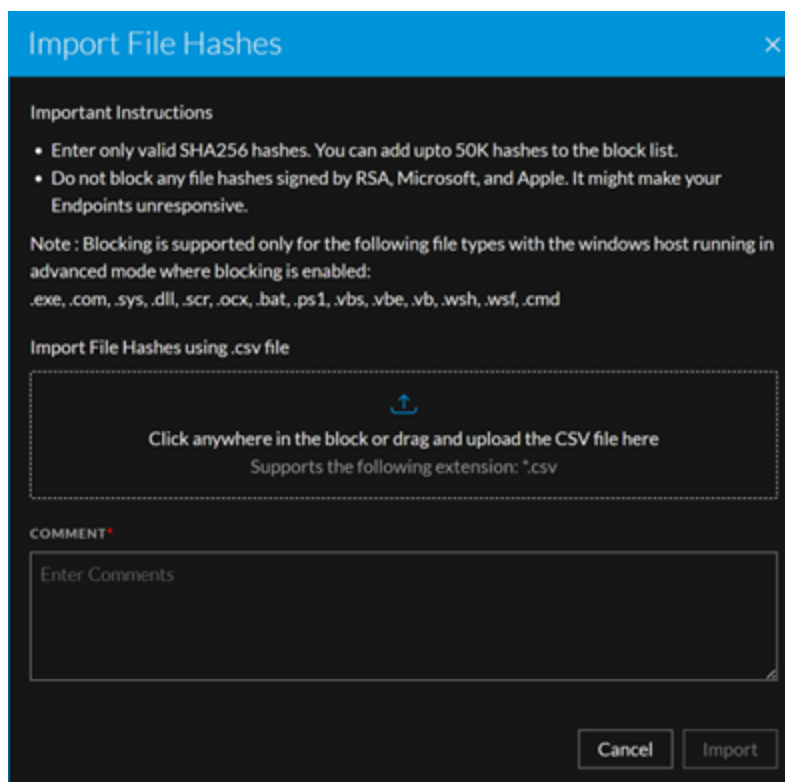 Import File Hashes
Important Instructions
• Enter only valid SHA256 hashes. You can add upto 50K hashes to the block list.
• Do not block any file hashes signed by RSA, Microsoft, and Apple. It might make your
Endpoints unresponsive.
Note : Blocking is supported only for the following file types with the windows host running in
advanced mode where blocking is enabled:
.exe, .com, .sys, .dll, .scr, .ocx, .bat, .ps1, .vbs, .vbe, .vb, .wsh, .wsf, .cmd
Import File Hashes using .csv file
Click anywhere in the block or drag and upload the CSV file here
Supports the following extension: *.csv
COMMENT*
Enter Comments
Cancel Import